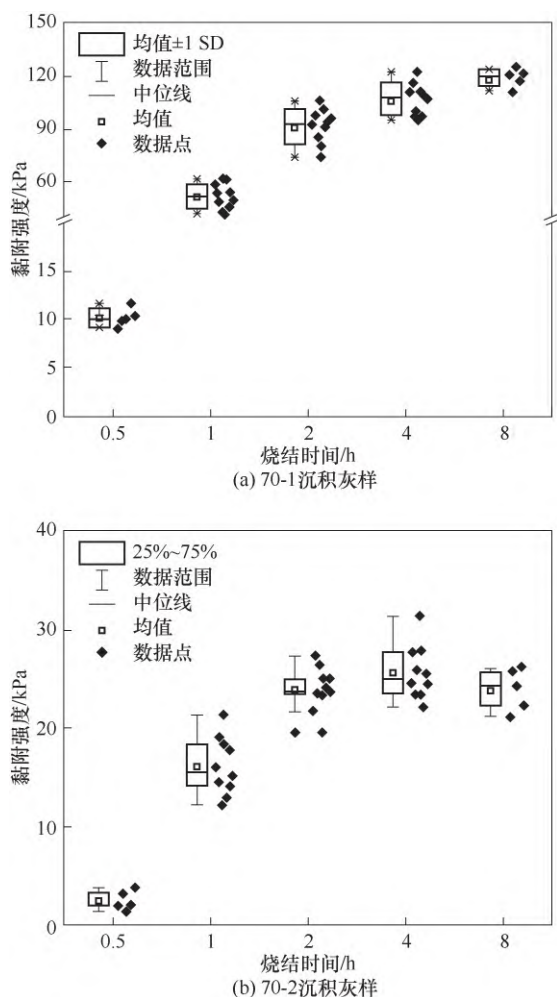 均值±1 SD
数据范围
中位线
均值
数据点
150
120
90
60
15
10
5
0
黏附强度/kPa
0.5 1 2 4 8
烧结时间/h
(a) 70-1沉积灰样
25%~75%
数据范围
中位线
均值
数据点
40
30
20
10
0
黏附强度/kPa
0.5 1 2 4 8
烧结时间/h
(b) 70-2沉积灰样